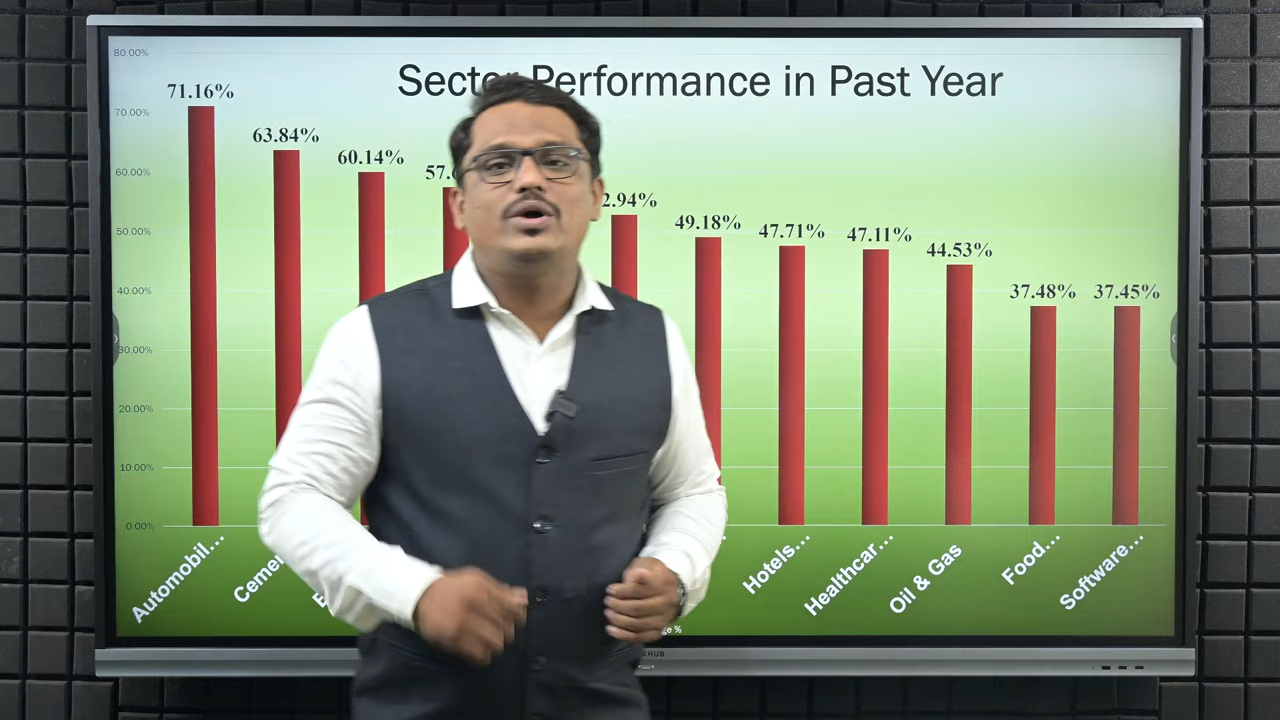 80.00%
Sector Performance in Past Year
71.16%
70.00%
63.84%
60.14%
60.00%
2.94%
50.00%
49.18%
47.71%
47.11%
44.53%
40.00%
37.48%
37.45%
30.00%
20.00%
10.00%
0.00%
Automobil...
Hotels...
Healthcar...
Oil & Gas
Food...
Software...